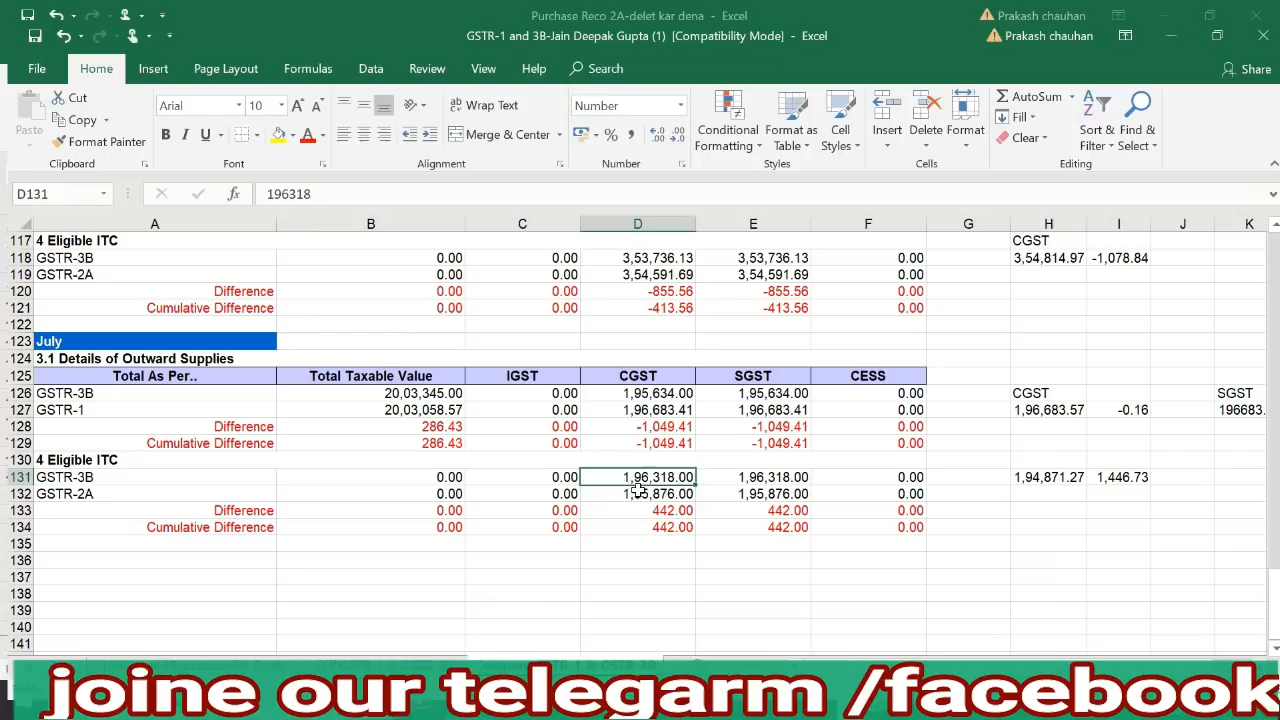 Purchase Reco 2A-delet kar dena - Excel
Prakash chauhan
GSTR-1 and 3B-Jain Deepak Gupta (1) [Compatibility Mode] - Excel
Prakash chauhan
File Home Insert Page Layout Formulas Data Review View Help Search Share
Cut
Copy
Format Painter
Paste
Arial 10
B I U
Wrap Text
Merge & Center
Number
Conditional Formatting
Format as Table
Cell Styles
Insert Delete Format
AutoSum
Fill
Clear
Sort & Filter
Find & Select
Clipboard Font Alignment Number Styles Cells Editing
D131 fx 196318
A B C D E F G H I J K
117 4 Eligible ITC CGST
118 GSTR-3B 0.00 0.00 3,53,736.13 3,53,736.13 0.00 3,54,814.97 -1,078.84
119 GSTR-2A 0.00 0.00 3,54,591.69 3,54,591.69 0.00
120 Difference 0.00 0.00 -855.56 -855.56 0.00
121 Cumulative Difference 0.00 0.00 -413.56 -413.56 0.00
122
123 July
124 3.1 Details of Outward Supplies
125 Total As Per.. Total Taxable Value IGST CGST SGST CESS
126 GSTR-3B 20,03,345.00 0.00 1,95,634.00 1,95,634.00 0.00 CGST SGST
127 GSTR-1 20,03,058.57 0.00 1,96,683.41 1,96,683.41 0.00 1,96,683.57 -0.16 196683.
128 Difference 286.43 0.00 -1,049.41 -1,049.41 0.00
129 Cumulative Difference 286.43 0.00 -1,049.41 -1,049.41 0.00
130 4 Eligible ITC
131 GSTR-3B 0.00 0.00 1,96,318.00 1,96,318.00 0.00 1,94,871.27 1,446.73
132 GSTR-2A 0.00 0.00 1,95,876.00 1,95,876.00 0.00
133 Difference 0.00 0.00 442.00 442.00 0.00
134 Cumulative Difference 0.00 0.00 442.00 442.00 0.00
135
136
137
138
139
140
141
joine our telegarm /facebook